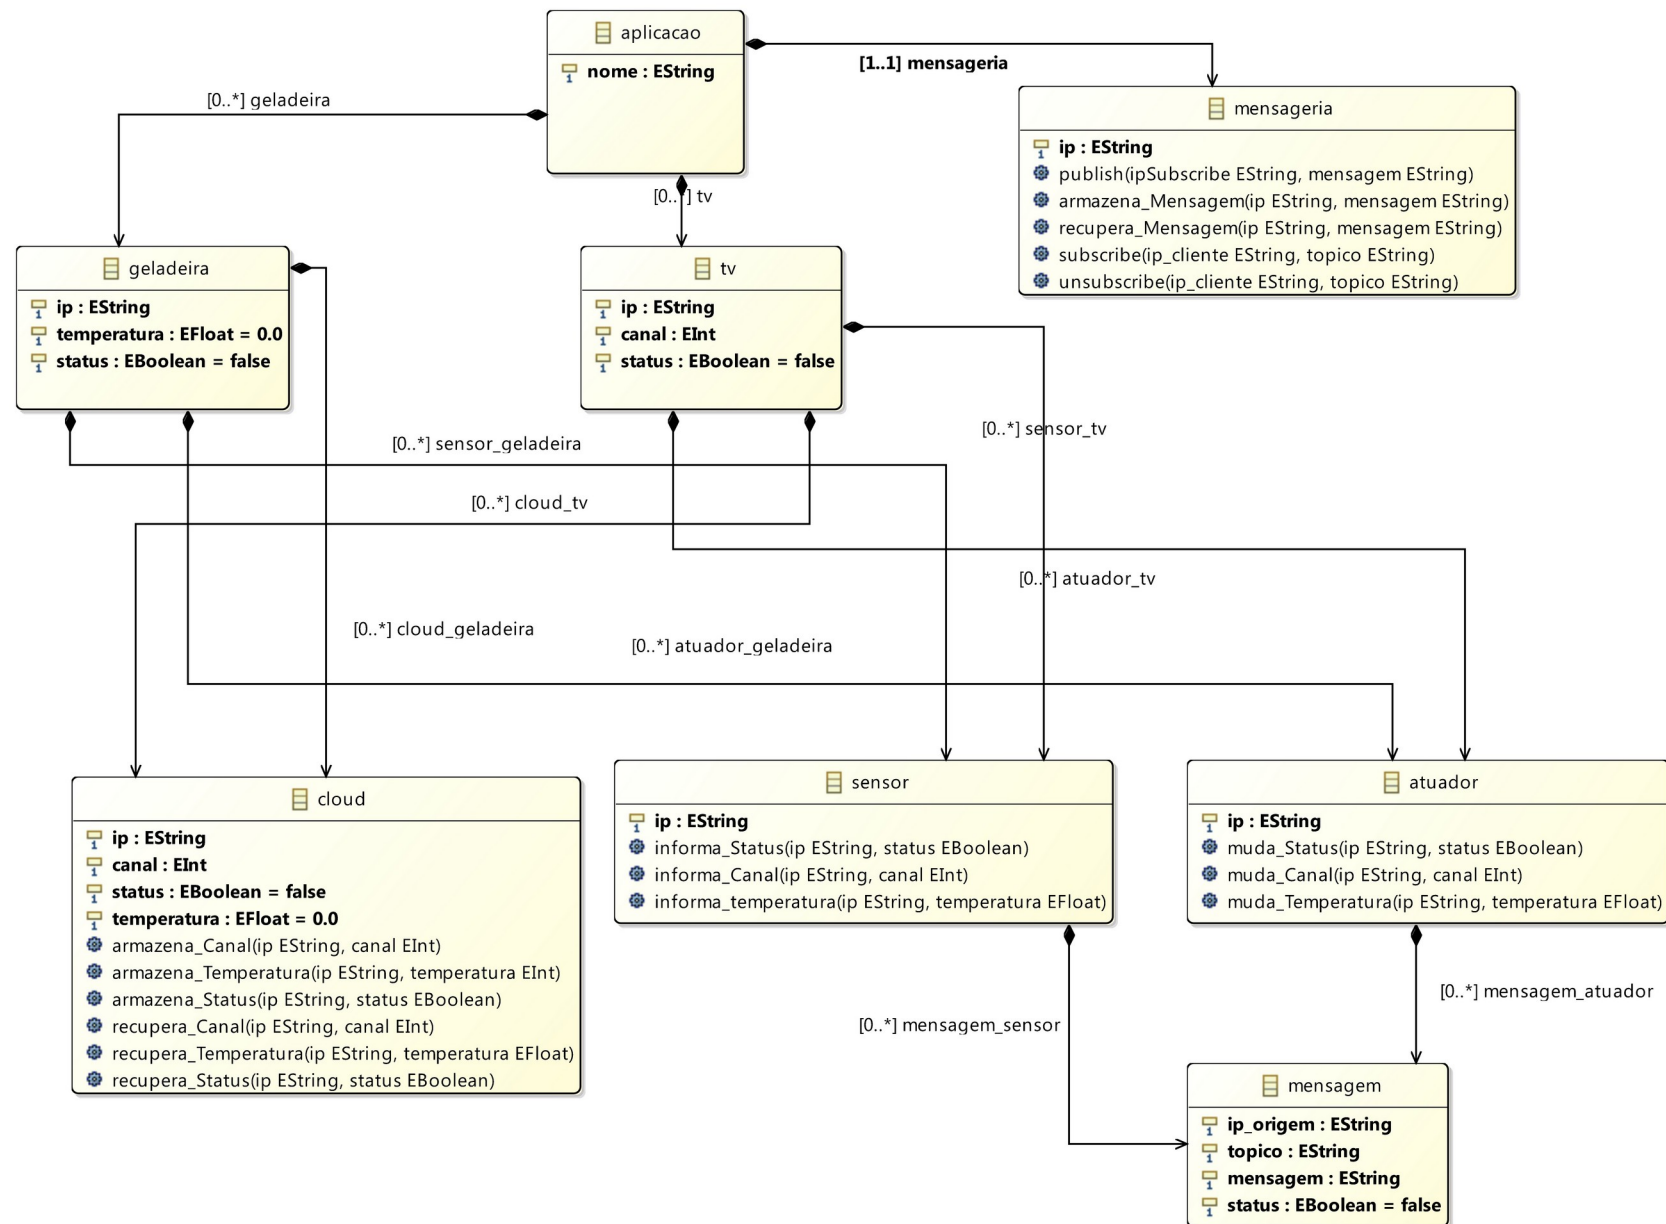 aplicacao
nome : EString
[1..1] mensageria
[0..*] geladeira
mensageria
ip : EString
publish(ipSubscribe EString, mensagem EString)
armazena_Mensagem(ip EString, mensagem EString)
recupera_Mensagem(ip EString, mensagem EString)
subscribe(ip_cliente EString, topico EString)
unsubscribe(ip_cliente EString, topico EString)
[0..*] tv
geladeira
ip : EString
temperatura : EFloat = 0.0
status : EBoolean = false
tv
ip : EString
canal : EInt
status : EBoolean = false
[0..*] sensor_tv
[0..*] sensor_geladeira
[0..*] cloud_tv
[0..*] atuador_tv
[0..*] cloud_geladeira
[0..*] atuador_geladeira
cloud
ip : EString
canal : EInt
status : EBoolean = false
temperatura : EFloat = 0.0
armazena_Canal(ip EString, canal EInt)
armazena_Temperatura(ip EString, temperatura EInt)
armazena_Status(ip EString, status EBoolean)
recupera_Canal(ip EString, canal EInt)
recupera_Temperatura(ip EString, temperatura EFloat)
recupera_Status(ip EString, status EBoolean)
sensor
ip : EString
informa_Status(ip EString, status EBoolean)
informa_Canal(ip EString, canal EInt)
informa_temperatura(ip EString, temperatura EFloat)
atuador
ip : EString
muda_Status(ip EString, status EBoolean)
muda_Canal(ip EString, canal EInt)
muda_Temperatura(ip EString, temperatura EFloat)
[0..*] mensagem_atuador
[0..*] mensagem_sensor
mensagem
ip_origem : EString
topico : EString
mensagem : EString
status : EBoolean = false